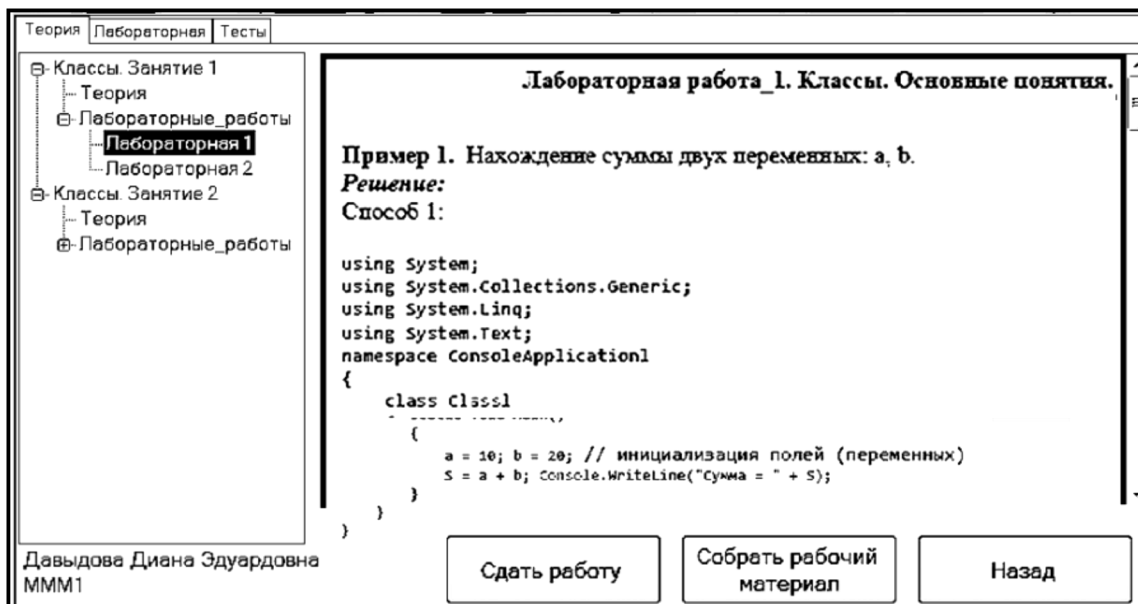 Теория Лабораторная Тесты
Классы. Занятие 1
Теория
Лабораторные_работы
Лабораторная 1
Лабораторная 2
Классы. Занятие 2
Теория
Лабораторные_работы
Давыдова Диана Эдуардовна
МММ1
Лабораторная работа_1. Классы. Основные понятия.
Пример 1. Нахождение суммы двух переменных: a, b.
Решение:
Способ 1:
using System;
using System.Collections.Generic;
using System.Linq;
using System.Text;
namespace ConsoleApplication1
{
class Class1
{
a = 10; b = 20; // инициализация полей (переменных)
S = a + b; Console.WriteLine("Сумма = " + S);
}
}
}
Сдать работу
Собрать рабочий
материал
Назад